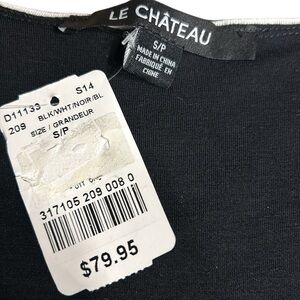 LE CHÂTEAU
S/P
MADE IN CHINA
FABRIQUÉ EN
CHINE
D11133 S14
209 BLK/WHT/NOIR/BL
SIZE / GRANDEUR
S/P
317105 209 008 0
$79.95